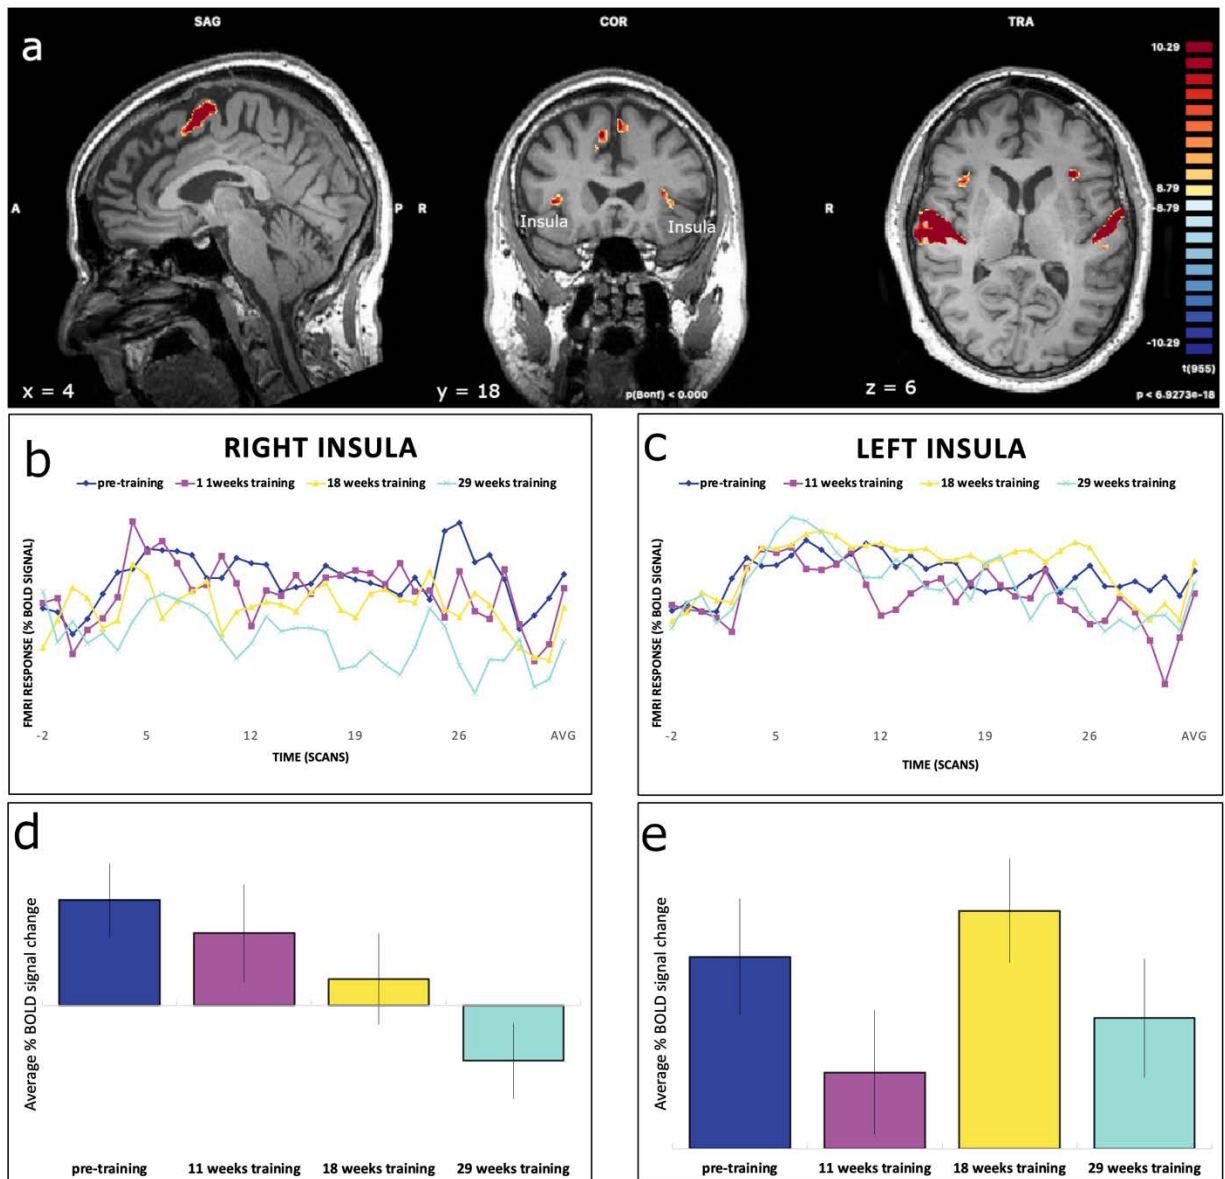 SAG
COR
TRA
a
10.29
8.79
-8.79
-10.29
t(955)
p < 6.9273e-18
A
P
R
R
Insula
Insula
x = 4
y = 18
p(Bonf) < 0.000
z = 6
b
RIGHT INSULA
pre-training
1 1weeks training
18 weeks training
29 weeks training
FMRI RESPONSE (% BOLD SIGNAL)
-2
5
12
19
26
AVG
TIME (SCANS)
c
LEFT INSULA
pre-training
11 weeks training
18 weeks training
29 weeks training
FMRI RESPONSE (% BOLD SIGNAL)
-2
5
12
19
26
AVG
TIME (SCANS)
d
Average % BOLD signal change
pre-training
11 weeks training
18 weeks training
29 weeks training
e
Average % BOLD signal change
pre-training
11 weeks training
18 weeks training
29 weeks training